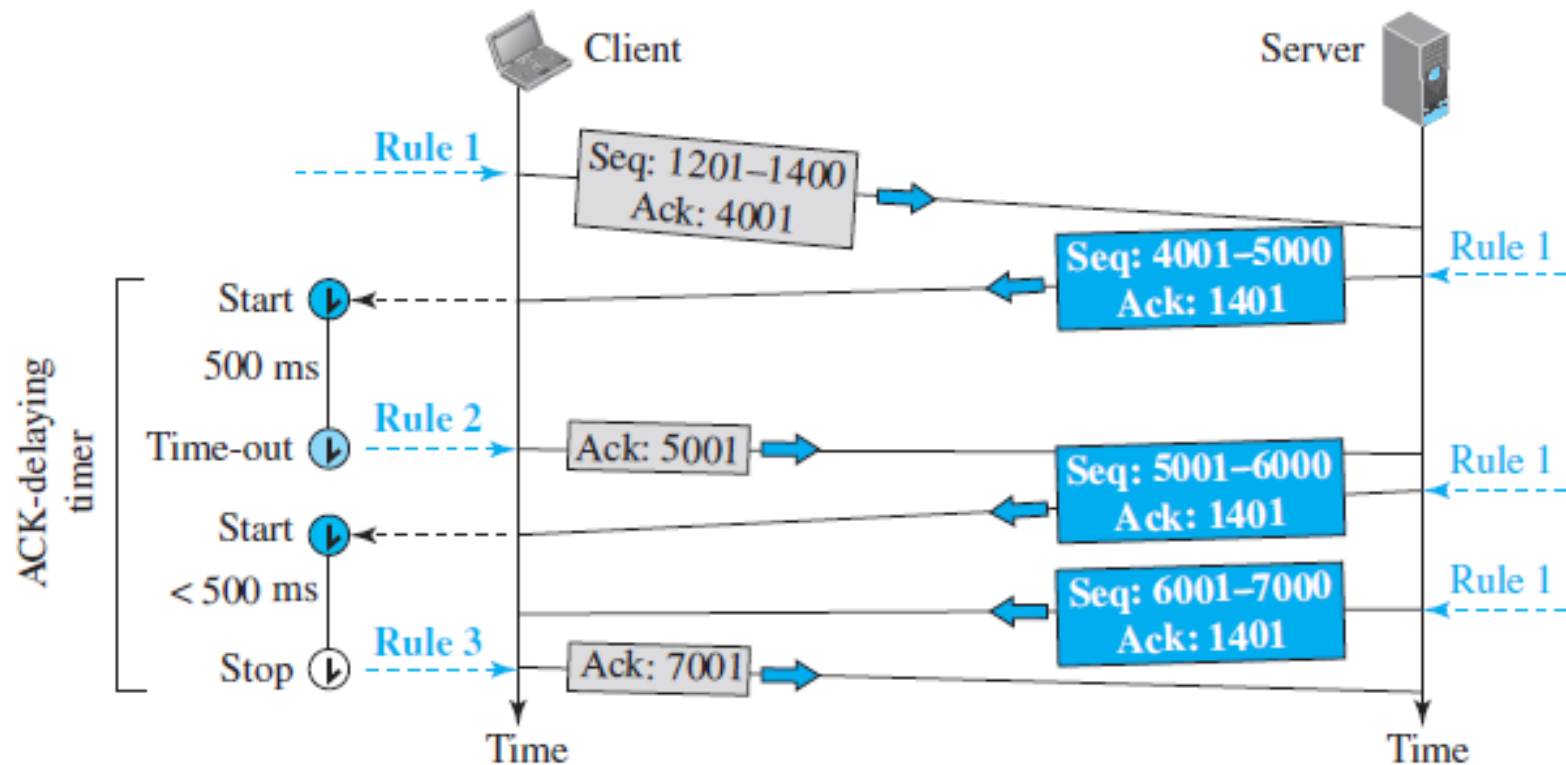 Client
Server
Rule 1
Seq: 1201–1400
Ack: 4001
Rule 1
Seq: 4001–5000
Ack: 1401
Start
500 ms
ACK-delaying
timer
Rule 2
Time-out
Ack: 5001
Rule 1
Seq: 5001–6000
Ack: 1401
Start
< 500 ms
Rule 1
Seq: 6001–7000
Ack: 1401
Rule 3
Stop
Ack: 7001
Time
Time